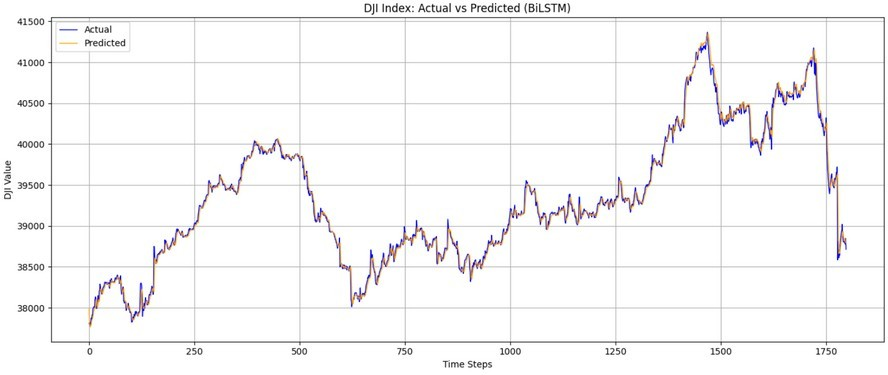 DJI Index: Actual vs Predicted (BiLSTM)
Actual
Predicted
41500
41000
40500
40000
39500
39000
38500
38000
DJI Value
0 250 500 750 1000 1250 1500 1750
Time Steps